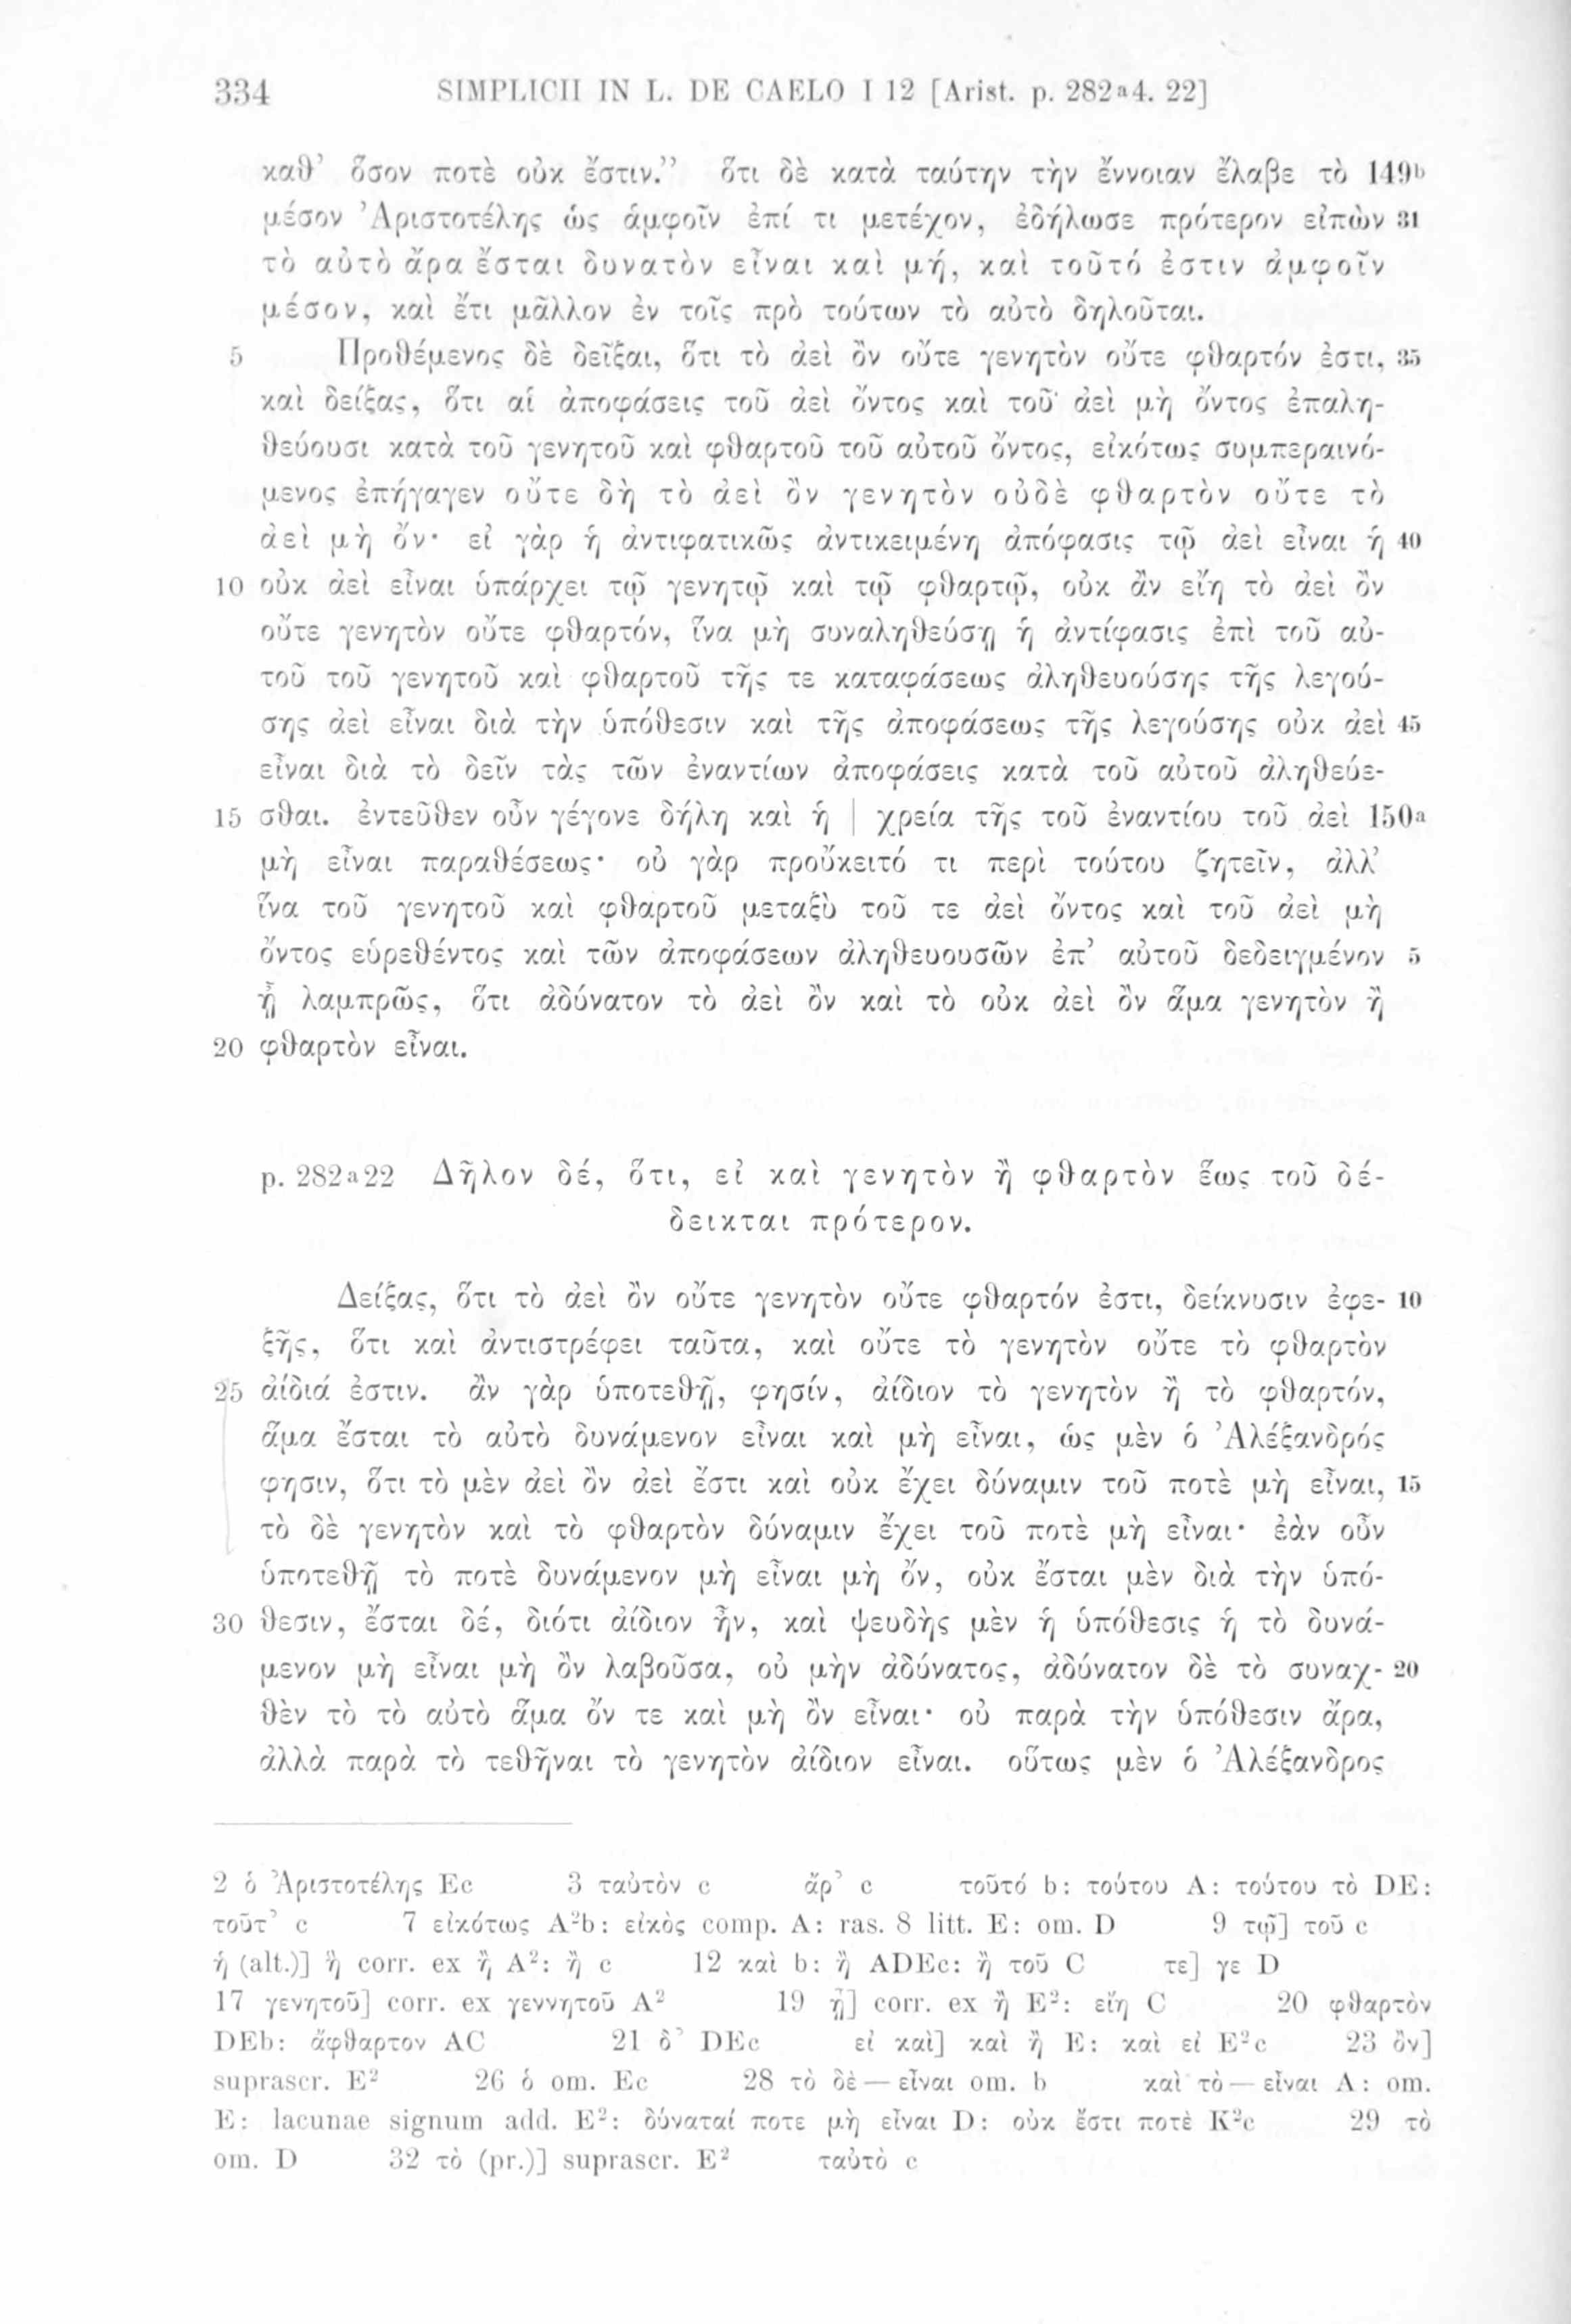 334 SIMPLICII IN L. DE CAELO I 12 [Arist. p. 282a4. 22]
καθ’ ὅσον ποτὲ οὐκ ἔστιν.” ὅτι δὲ κατὰ ταύτην τὴν ἔννοιαν ἔλαβε τὸ 149b
μέσον Ἀριστοτέλης ὡς ἀμφοῖν ἐπί τι μετέχον, ἐδήλωσε πρότερον εἰπὼν 31
τὸ αὐτὸ ἄρα ἔσται δυνατὸν εἶναι καὶ μή, καὶ τοῦτό ἐστιν ἀμφοῖν
μέσον, καὶ ἔτι μᾶλλον ἐν τοῖς πρὸ τούτων τὸ αὐτὸ δηλοῦται.
5 Προθέμενος δὲ δεῖξαι, ὅτι τὸ ἀεὶ ὂν οὔτε γενητὸν οὔτε φθαρτόν ἐστι, 35
καὶ δείξας, ὅτι αἱ ἀποφάσεις τοῦ ἀεὶ ὄντος καὶ τοῦ ἀεὶ μὴ ὄντος ἐπαλη-
θεύουσι κατὰ τοῦ γενητοῦ καὶ φθαρτοῦ τοῦ αὐτοῦ ὄντος, εἰκότως συμπεραινό-
μενος ἐπήγαγεν οὔτε δὴ τὸ ἀεὶ ὂν γενητὸν οὐδὲ φθαρτὸν οὔτε τὸ
ἀεὶ μὴ ὄν· εἰ γὰρ ἡ ἀντιφατικῶς ἀντικειμένη ἀπόφασις τῷ ἀεὶ εἶναι ἡ 40
10 οὐκ ἀεὶ εἶναι ὑπάρχει τῷ γενητῷ καὶ τῷ φθαρτῷ, οὐκ ἂν εἴη τὸ ἀεὶ ὂν
οὔτε γενητὸν οὔτε φθαρτόν, ἵνα μὴ συναληθεύσῃ ἡ ἀντίφασις ἐπὶ τοῦ αὐ-
τοῦ τοῦ γενητοῦ καὶ φθαρτοῦ τῆς τε καταφάσεως ἀληθευούσης τῆς λεγού-
σης ἀεὶ εἶναι διὰ τὴν ὑπόθεσιν καὶ τῆς ἀποφάσεως τῆς λεγούσης οὐκ ἀεὶ 45
εἶναι διὰ τὸ δεῖν τὰς τῶν ἐναντίων ἀποφάσεις κατὰ τοῦ αὐτοῦ ἀληθεύε-
15 σθαι. ἐντεῦθεν οὖν γέγονε δήλη καὶ ἡ | χρεία τῆς τοῦ ἐναντίου τοῦ ἀεὶ 150a
μὴ εἶναι παραθέσεως· οὐ γὰρ προὔκειτό τι περὶ τούτου ζητεῖν, ἀλλ’
ἵνα τοῦ γενητοῦ καὶ φθαρτοῦ μεταξὺ τοῦ τε ἀεὶ ὄντος καὶ τοῦ ἀεὶ μὴ
ὄντος εὑρεθέντος καὶ τῶν ἀποφάσεων ἀληθευουσῶν ἐπ’ αὐτοῦ δεδειγμένον 5
ᾖ λαμπρῶς, ὅτι ἀδύνατον τὸ ἀεὶ ὂν καὶ τὸ οὐκ ἀεὶ ὂν ἅμα γενητὸν ἢ
20 φθαρτὸν εἶναι.
p. 282a22 Δῆλον δέ, ὅτι, εἰ καὶ γενητὸν ἢ φθαρτὸν ἕως τοῦ δέ-
δεικται πρότερον.
Δείξας, ὅτι τὸ ἀεὶ ὂν οὔτε γενητὸν οὔτε φθαρτόν ἐστι, δείκνυσιν ἐφε- 10
ξῆς, ὅτι καὶ ἀντιστρέφει ταῦτα, καὶ οὔτε τὸ γενητὸν οὔτε τὸ φθαρτὸν
25 ἀίδιά ἐστιν. ἂν γὰρ ὑποτεθῇ, φησίν, ἀίδιον τὸ γενητὸν ἢ τὸ φθαρτόν,
ἅμα ἔσται τὸ αὐτὸ δυνάμενον εἶναι καὶ μὴ εἶναι, ὡς μὲν ὁ Ἀλέξανδρός
φησιν, ὅτι τὸ μὲν ἀεὶ ὂν ἀεὶ ἔστι καὶ οὐκ ἔχει δύναμιν τοῦ ποτὲ μὴ εἶναι, 15
τὸ δὲ γενητὸν καὶ τὸ φθαρτὸν δύναμιν ἔχει τοῦ ποτὲ μὴ εἶναι· ἐὰν οὖν
ὑποτεθῇ τὸ ποτὲ δυνάμενον μὴ εἶναι μὴ ὄν, οὐκ ἔσται μὲν διὰ τὴν ὑπό-
30 θεσιν, ἔσται δέ, διότι ἀίδιον ἦν, καὶ ψευδὴς μὲν ἡ ὑπόθεσις ἡ τὸ δυνά-
μενον μὴ εἶναι μὴ ὂν λαβοῦσα, οὐ μὴν ἀδύνατος, ἀδύνατον δὲ τὸ συναχ- 20
θὲν τὸ τὸ αὐτὸ ἅμα ὄν τε καὶ μὴ ὂν εἶναι· οὐ παρὰ τὴν ὑπόθεσιν ἄρα,
ἀλλὰ παρὰ τὸ τεθῆναι τὸ γενητὸν ἀίδιον εἶναι. οὕτως μὲν ὁ Ἀλέξανδρος
2 ὁ Ἀριστοτέλης Ec 3 ταὐτὸν c ἄρ’ c τοῦτό b: τούτου A: τούτου τὸ DE:
τοῦτ’ c 7 εἰκότως A²b: εἰκὸς comp. A: ras. 8 litt. E: om. D 9 τῷ] τοῦ c
ἡ (alt.)] ἢ corr. ex ἢ A²: ἢ c 12 καὶ b: ἢ ADEc: ἢ τοῦ C τε] γε D
17 γενητοῦ] corr. ex γεννητοῦ A² 19 ᾖ] corr. ex ἢ E²: εἴη C 20 φθαρτὸν
DEb: ἄφθαρτον AC 21 δ’ DEc εἰ καὶ] καὶ ἢ E: καὶ εἰ E²c 23 ὂν]
suprascr. E² 26 ὁ om. Ec 28 τὸ δὲ — εἶναι om. b καὶ τὸ — εἶναι A: om.
E: lacunae signum add. E²: δύναταί ποτε μὴ εἶναι D: οὐκ ἔστι ποτὲ K²c 29 τὸ
om. D 32 τὸ (pr.)] suprascr. E² ταὐτὸ c